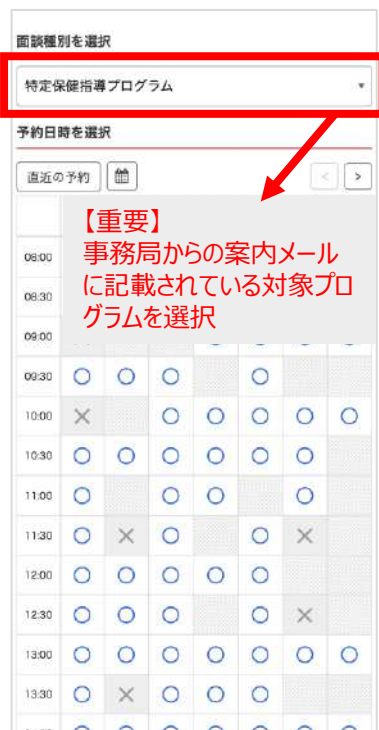 面談種別を選択
特定保健指導プログラム
予約日時を選択
直近の予約
< >
【重要】
事務局からの案内メール
に記載されている対象プロ
グラムを選択
08:00
08:30
09:00
09:30 ○ ○ ○ ○
10:00 × ○ ○ ○ ○ ○
10:30 ○ ○ ○ ○ ○ ○
11:00 ○ ○ ○ ○
11:30 ○ × ○ ○ ×
12:00 ○ ○ ○ ○ ○
12:30 ○ ○ ○ ○ ×
13:00 ○ ○ ○ ○ ○ ○ ○
13:30 ○ × ○ ○ ○